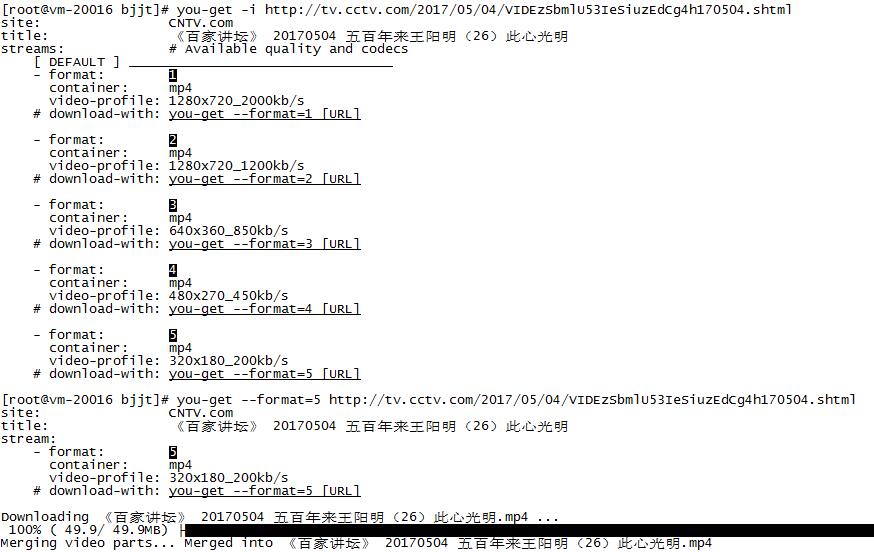 [root@vm-20016 bjjt]# you-get -i http://tv.cctv.com/2017/05/04/VIDEzSbmlU53IeSiuzEdCg4h170504.shtml
site: CNTV.com
title: 《百家讲坛》 20170504 五百年来王阳明（26）此心光明
streams: # Available quality and codecs
[ DEFAULT ] _________________________________
- format: 1
container: mp4
video-profile: 1280x720_2000kb/s
# download-with: you-get --format=1 [URL]
- format: 2
container: mp4
video-profile: 1280x720_1200kb/s
# download-with: you-get --format=2 [URL]
- format: 3
container: mp4
video-profile: 640x360_850kb/s
# download-with: you-get --format=3 [URL]
- format: 4
container: mp4
video-profile: 480x270_450kb/s
# download-with: you-get --format=4 [URL]
- format: 5
container: mp4
video-profile: 320x180_200kb/s
# download-with: you-get --format=5 [URL]
[root@vm-20016 bjjt]# you-get --format=5 http://tv.cctv.com/2017/05/04/VIDEzSbmlU53IeSiuzEdCg4h170504.shtml
site: CNTV.com
title: 《百家讲坛》 20170504 五百年来王阳明（26）此心光明
stream:
- format: 5
container: mp4
video-profile: 320x180_200kb/s
# download-with: you-get --format=5 [URL]
Downloading 《百家讲坛》 20170504 五百年来王阳明（26）此心光明.mp4 ...
100% ( 49.9/ 49.9MB) ├
Merging video parts... Merged into 《百家讲坛》 20170504 五百年来王阳明（26）此心光明.mp4